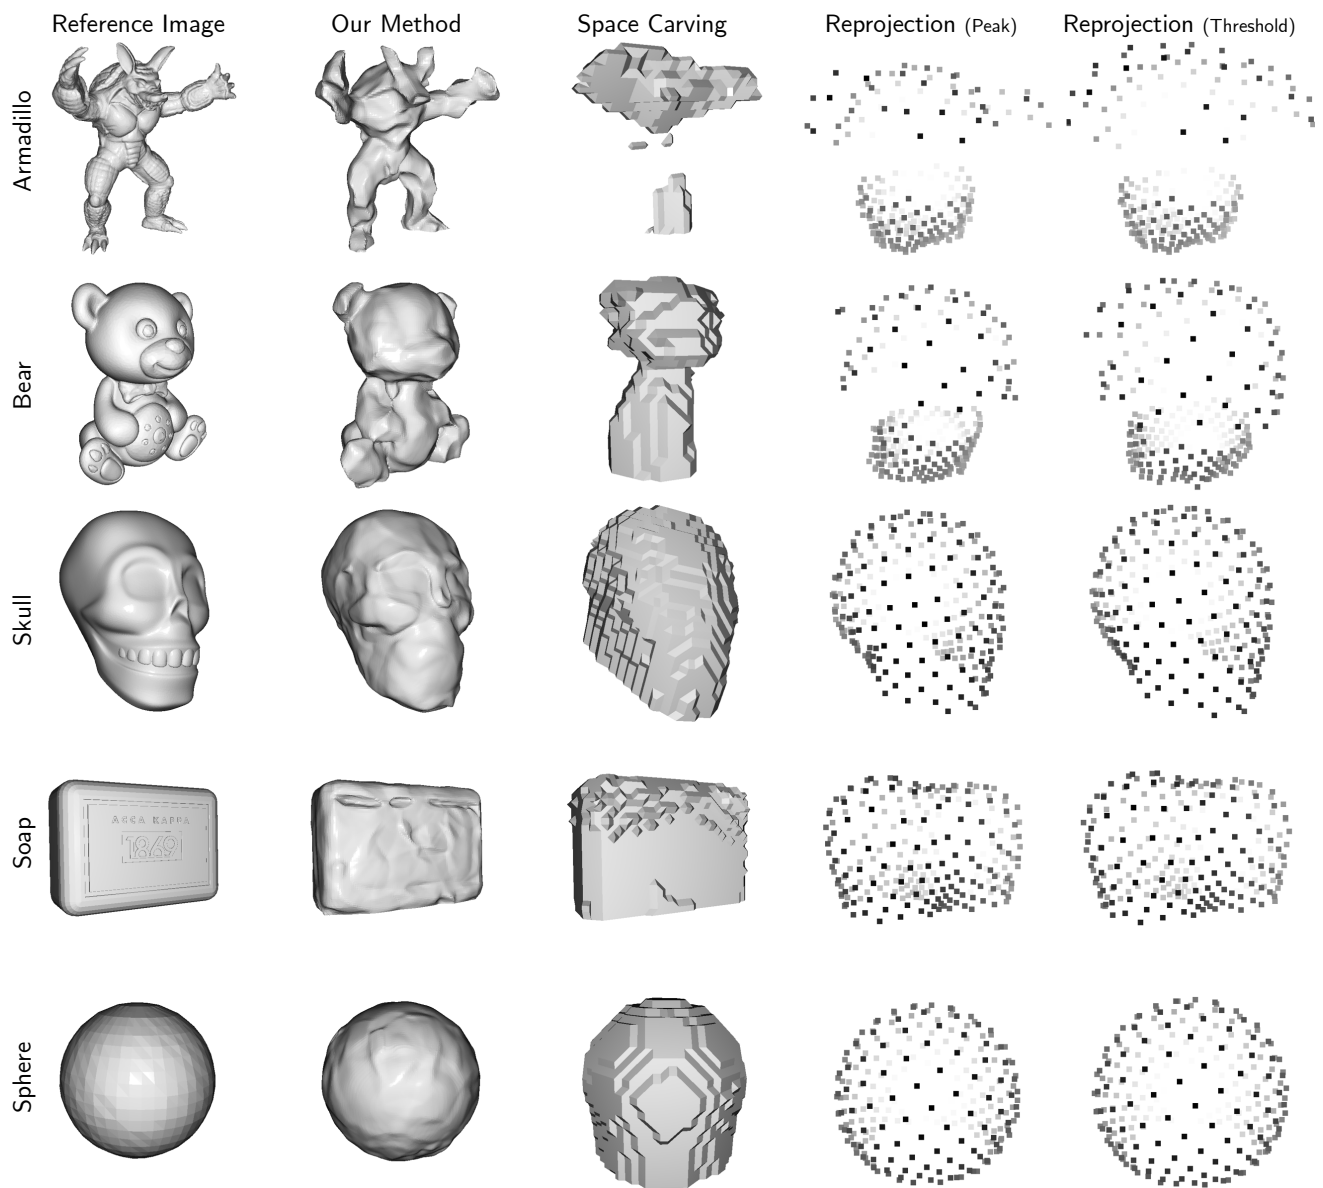 Reference Image
Our Method
Space Carving
Reprojection (Peak)
Reprojection (Threshold)
Armadillo
Bear
Skull
Soap
ACCA KAPPA
1869
Sphere